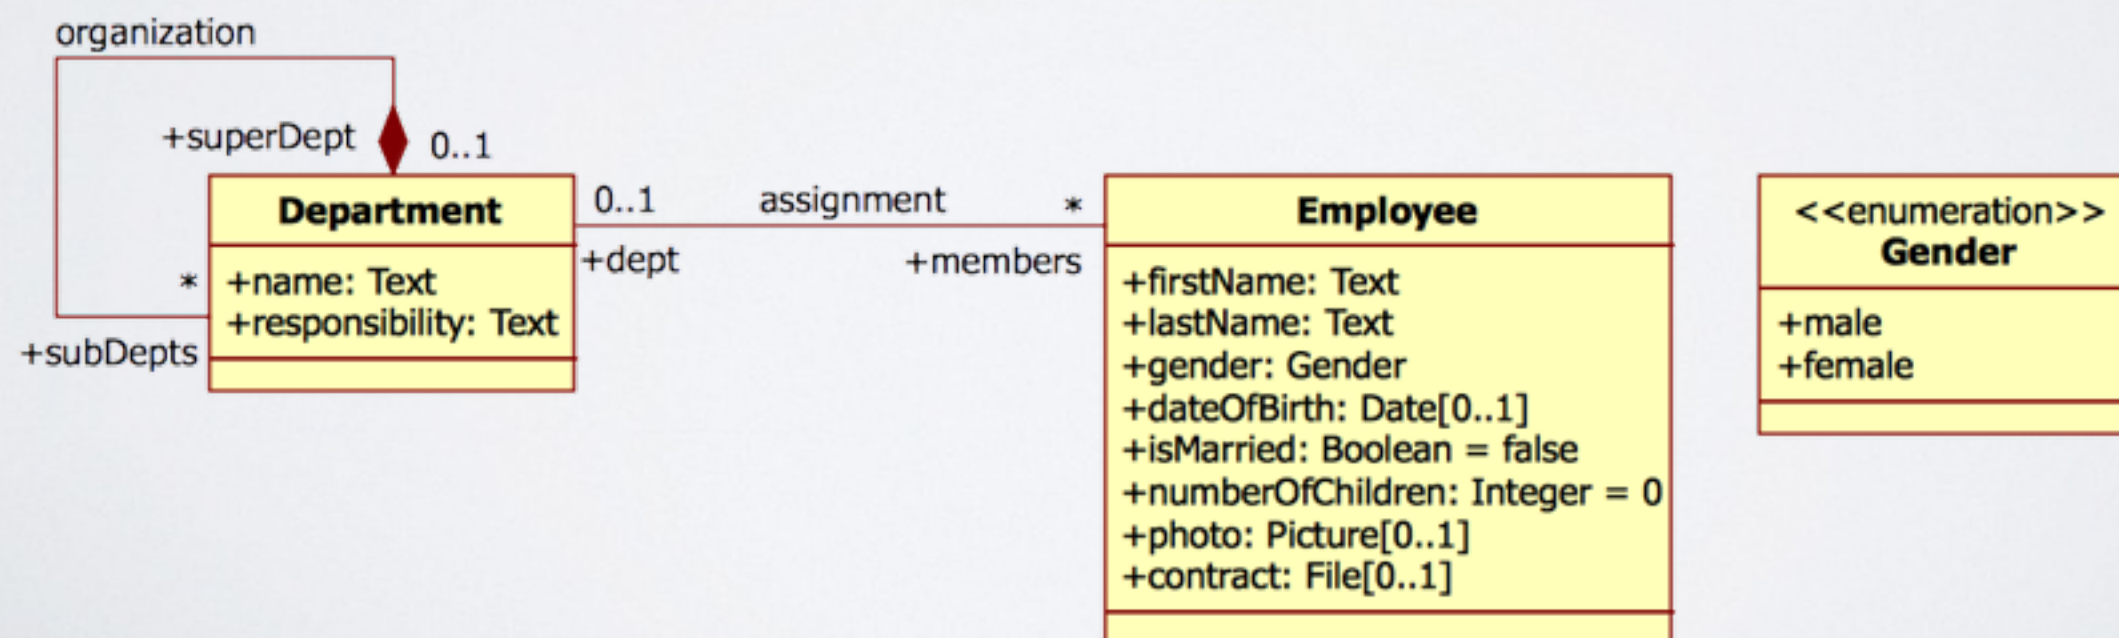 organization
+superDept
0..1
Department
+name: Text
+responsibility: Text
*
+subDepts
0..1
assignment
*
+dept
+members
Employee
+firstName: Text
+lastName: Text
+gender: Gender
+dateOfBirth: Date[0..1]
+isMarried: Boolean = false
+numberOfChildren: Integer = 0
+photo: Picture[0..1]
+contract: File[0..1]
<<enumeration>>
Gender
+male
+female